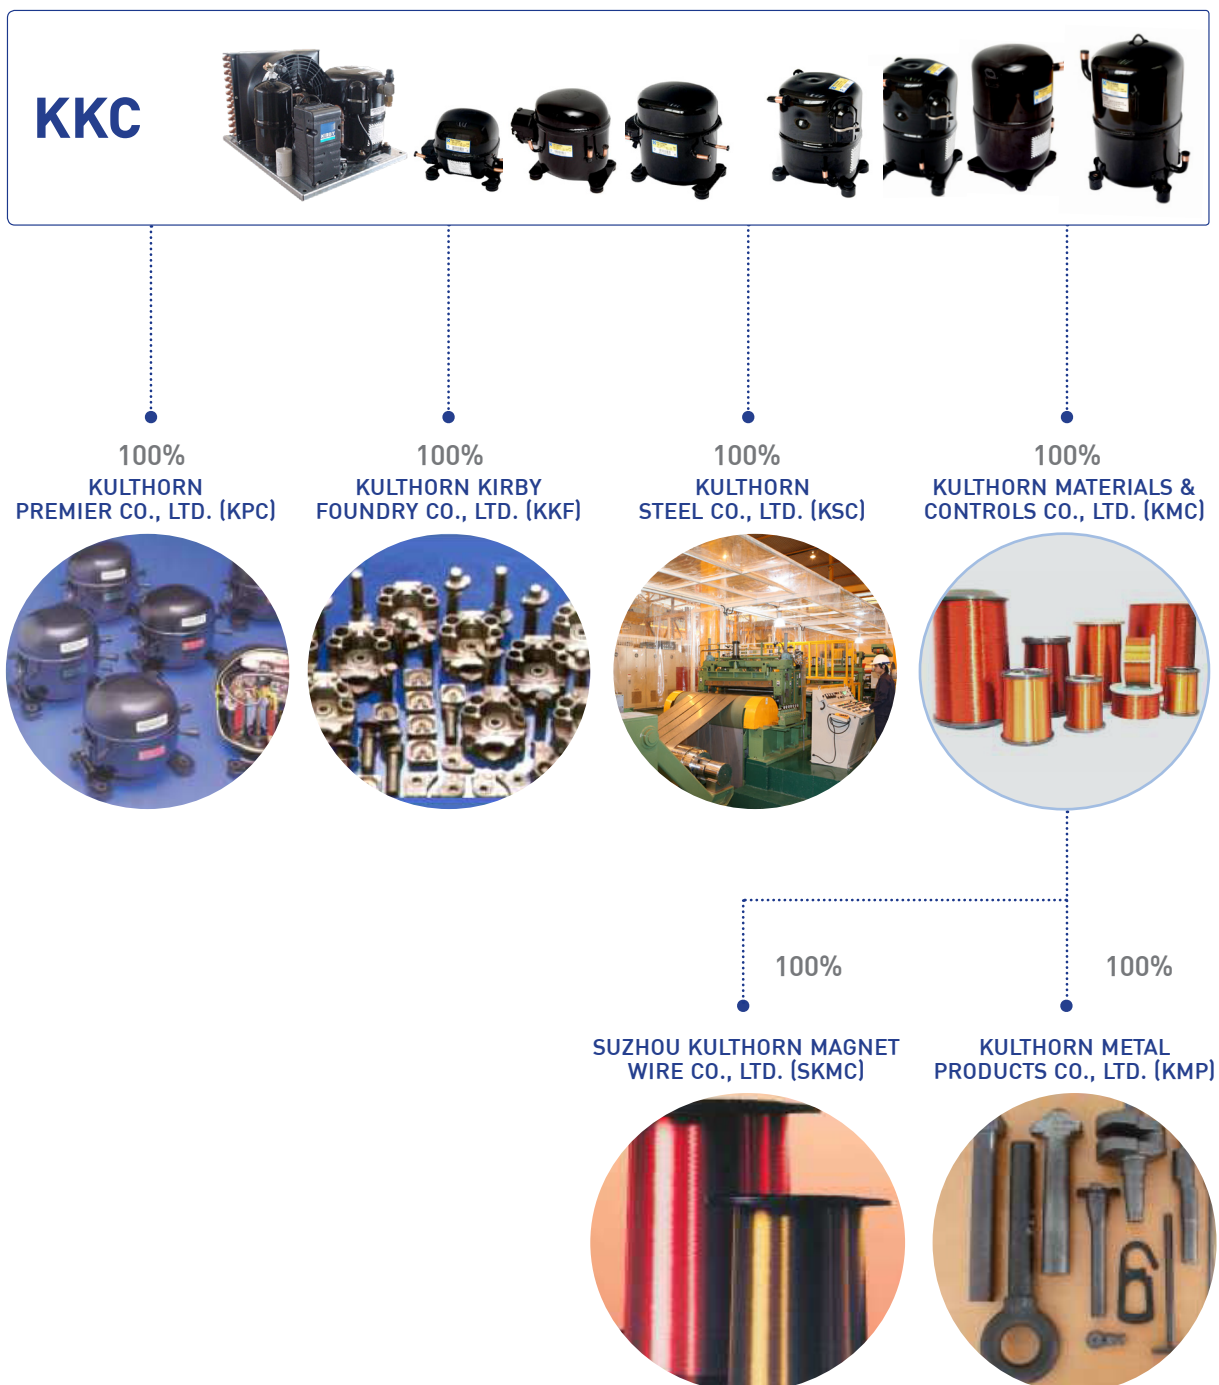 KKC
KIRBY
100%
KULTHORN
PREMIER CO., LTD. (KPC)
100%
KULTHORN KIRBY
FOUNDRY CO., LTD. (KKF)
100%
KULTHORN
STEEL CO., LTD. (KSC)
100%
KULTHORN MATERIALS &
CONTROLS CO., LTD. (KMC)
100%
SUZHOU KULTHORN MAGNET
WIRE CO., LTD. (SKMC)
100%
KULTHORN METAL
PRODUCTS CO., LTD. (KMP)